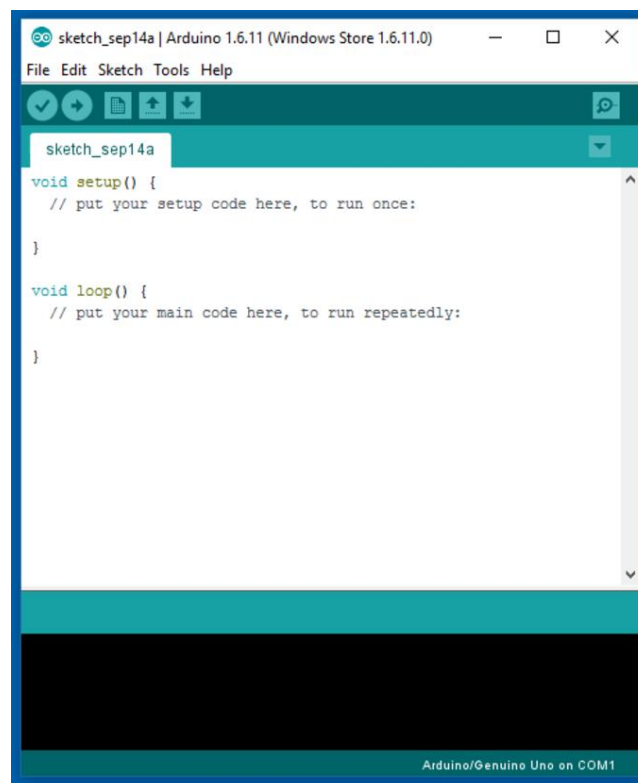 sketch_sep14a | Arduino 1.6.11 (Windows Store 1.6.11.0)
File Edit Sketch Tools Help
sketch_sep14a
void setup() {
  // put your setup code here, to run once:
}
void loop() {
  // put your main code here, to run repeatedly:
}
Arduino/Genuino Uno on COM1